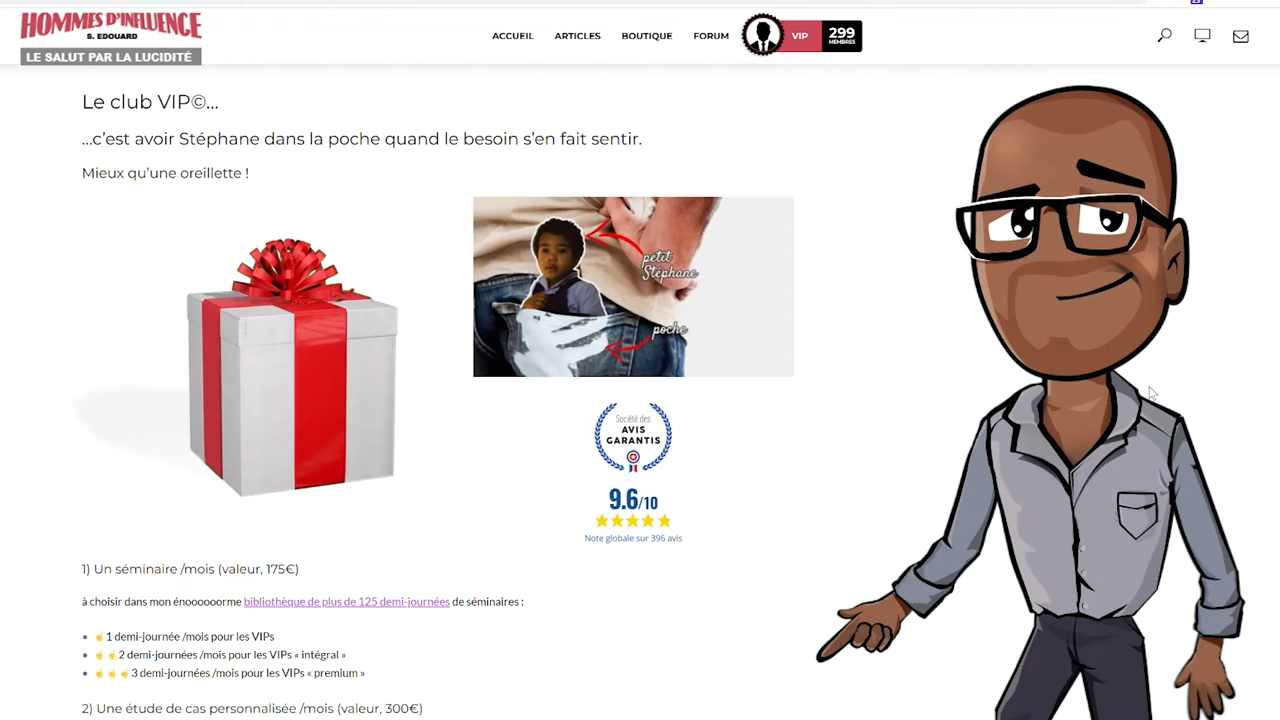 HOMMES D'INFLUENCE
S. EDOUARD
LE SALUT PAR LA LUCIDITÉ
ACCUEIL
ARTICLES
BOUTIQUE
FORUM
VIP
299
MEMBRES
Le club VIP©...
...c'est avoir Stéphane dans la poche quand le besoin s'en fait sentir.
Mieux qu'une oreillette !
petit
Stéphane
poche
Société des
AVIS
GARANTIS
9.6/10
Note globale sur 396 avis
1) Un séminaire /mois (valeur, 175€)
à choisir dans mon énoooooorme bibliothèque de plus de 125 demi-journées de séminaires :
1 demi-journée /mois pour les VIPs
2 demi-journées /mois pour les VIPs « intégral »
3 demi-journées /mois pour les VIPs « premium »
2) Une étude de cas personnalisée /mois (valeur, 300€)